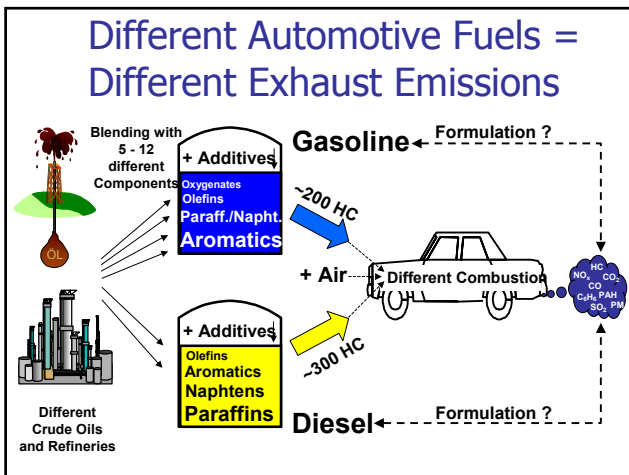 Different Automotive Fuels =
Different Exhaust Emissions
Blending with
5 - 12
different
Components
ÖL
Different
Crude Oils
and Refineries
+ Additives
Oxygenates
Olefins
Paraff./Napht.
Aromatics
+ Additives
Olefins
Aromatics
Naphtens
Paraffins
Gasoline
Formulation ?
~200 HC
+ Air
Different Combustion
~300 HC
Diesel
Formulation ?
HC
NOₓ CO₂
CO
C₆H₆ PAH
SO₂ PM